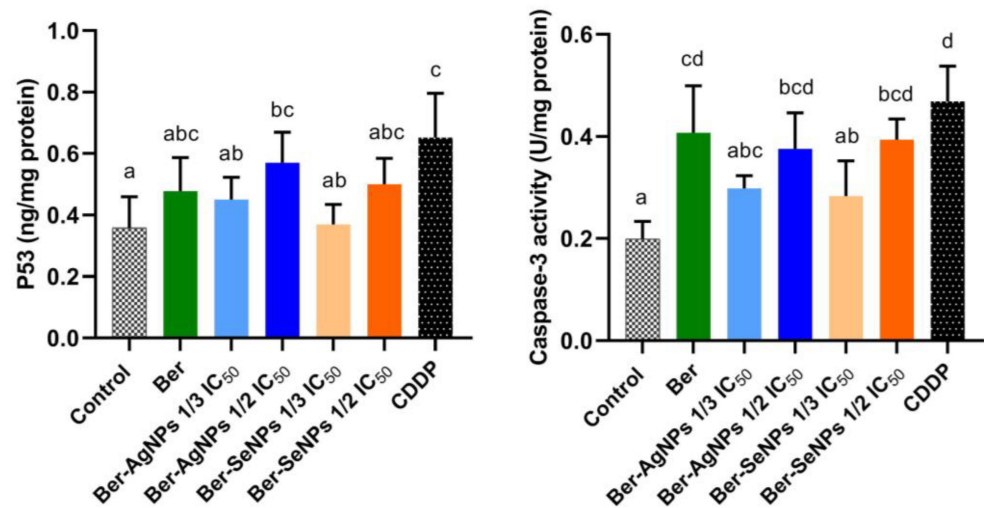 P53 (ng/mg protein)
1.0
0.8
0.6
0.4
0.2
0.0
a
abc
ab
bc
ab
abc
c
Control
Ber
Ber-AgNPs 1/3 IC₅₀
Ber-AgNPs 1/2 IC₅₀
Ber-SeNPs 1/3 IC₅₀
Ber-SeNPs 1/2 IC₅₀
CDDP
Caspase-3 activity (U/mg protein)
0.6
0.4
0.2
0.0
a
cd
abc
bcd
ab
bcd
d
Control
Ber
Ber-AgNPs 1/3 IC₅₀
Ber-AgNPs 1/2 IC₅₀
Ber-SeNPs 1/3 IC₅₀
Ber-SeNPs 1/2 IC₅₀
CDDP